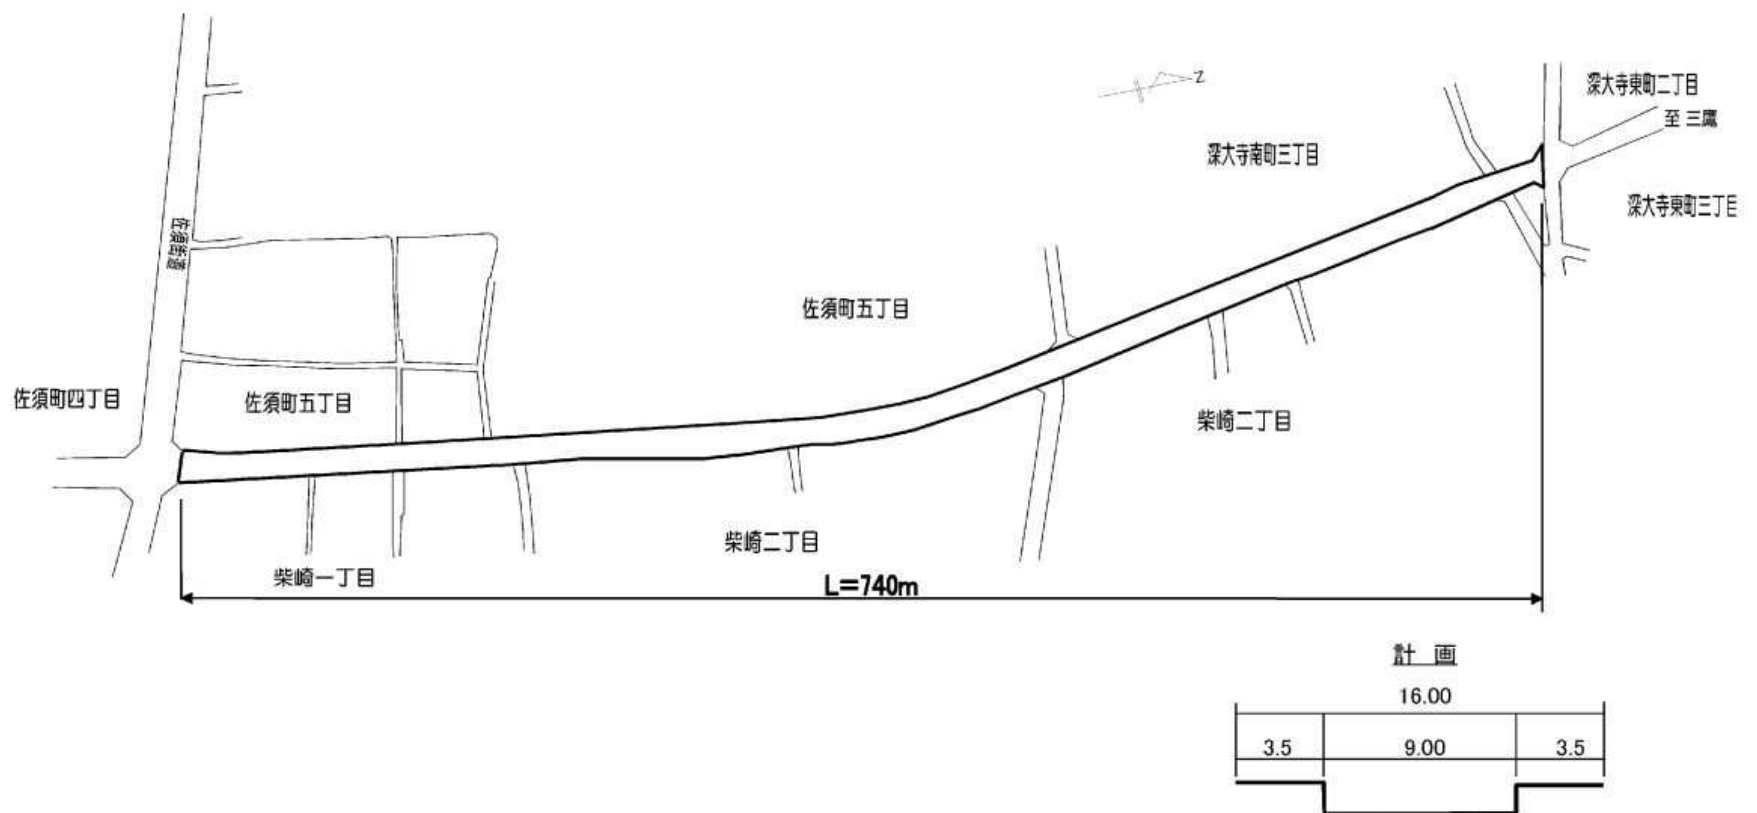 Z
深大寺東町二丁目
至 三鷹
深大寺南町三丁目
深大寺東町三丁目
佐須街道
佐須町五丁目
佐須町四丁目
佐須町五丁目
柴崎二丁目
柴崎二丁目
柴崎一丁目
L=740m
計 画
16.00
3.5
9.00
3.5